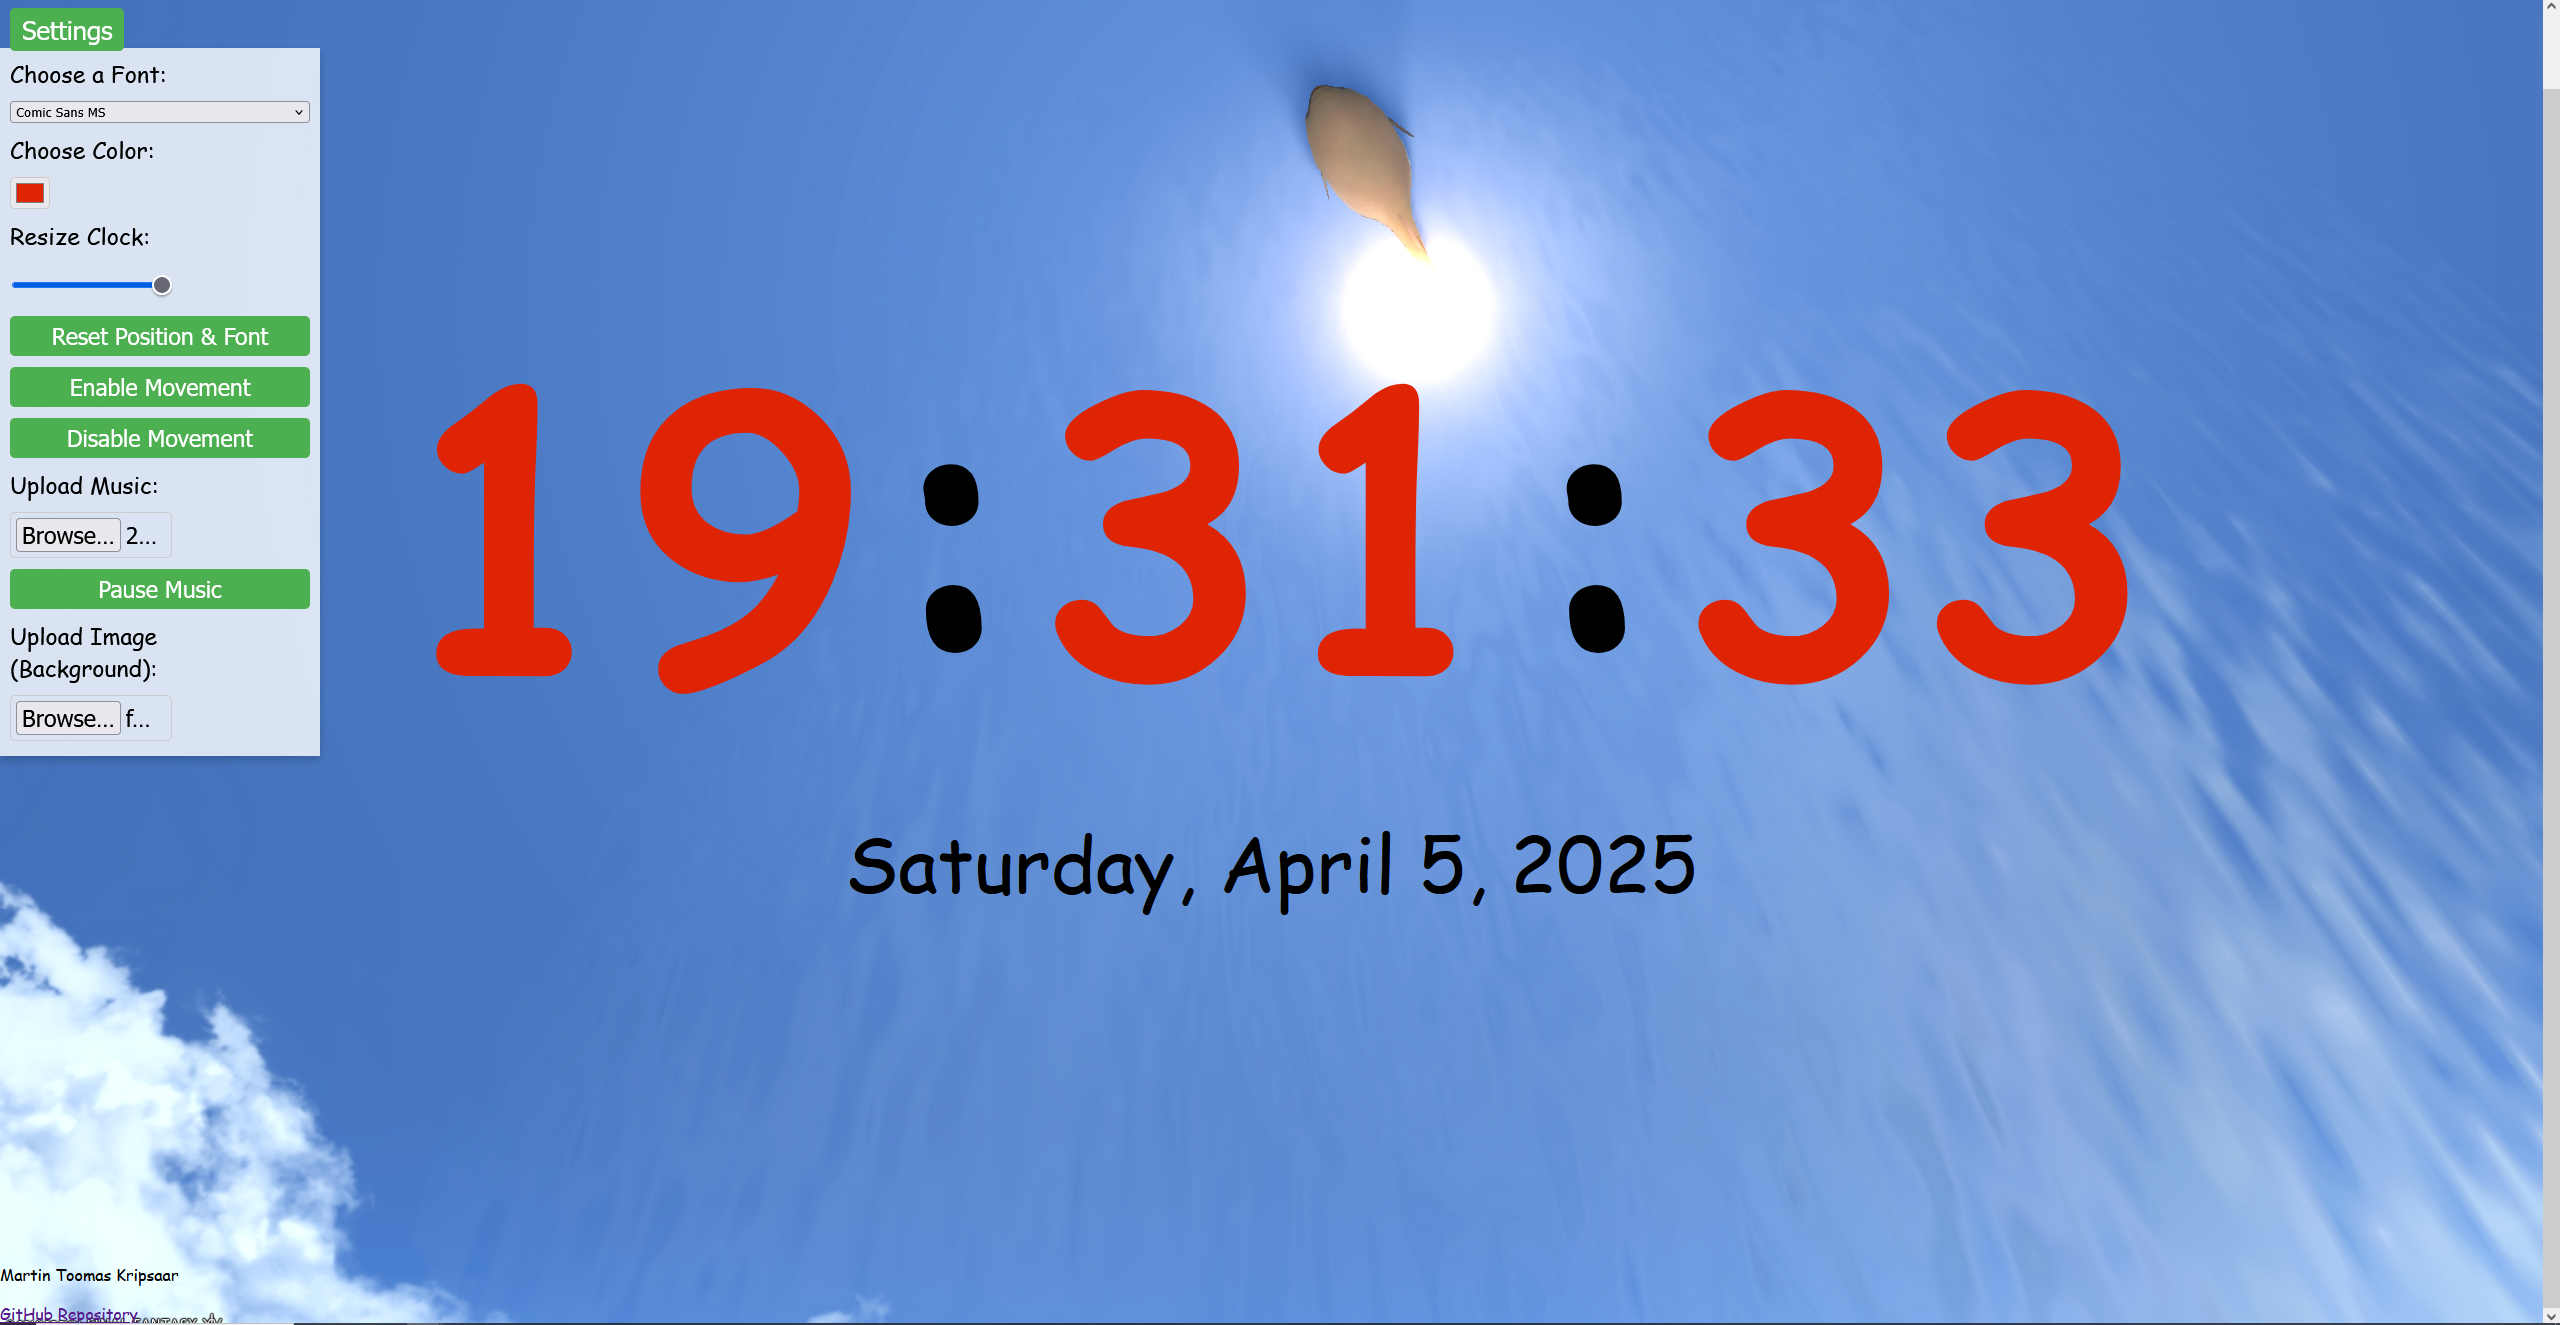 Settings
Choose a Font:
Comic Sans MS
Choose Color:
Resize Clock:
Reset Position & Font
Enable Movement
Disable Movement
Upload Music:
Browse... 2...
Pause Music
Upload Image
(Background):
Browse... f...
19:31:33
Saturday, April 5, 2025
Martin Toomas Kripsaar
GitHub Repository
FANTASY XIV